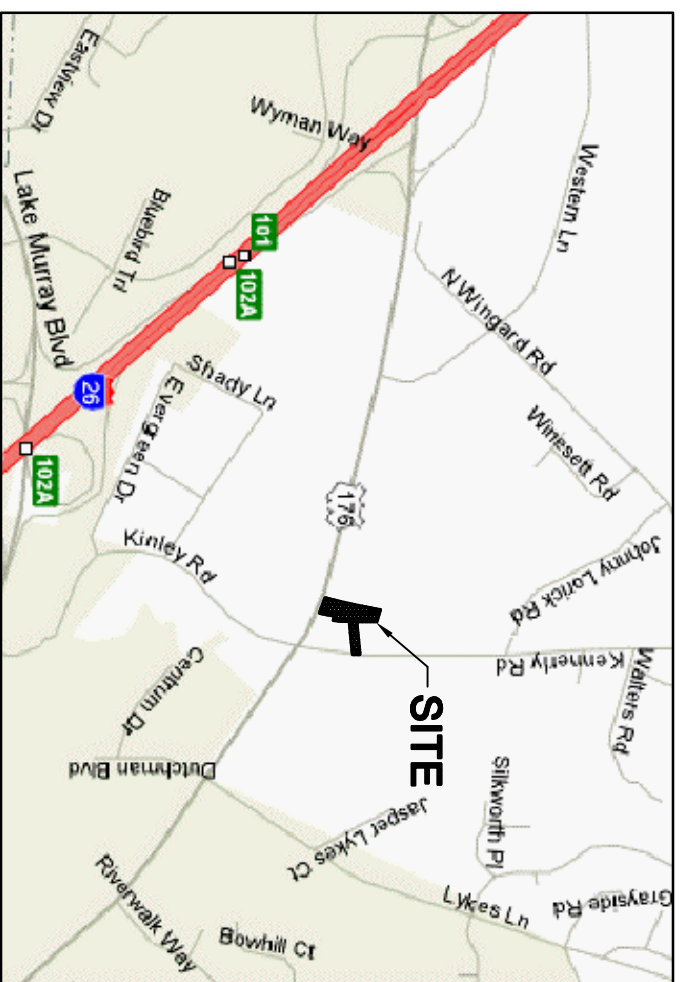 Eastview Dr
Wyman Way
Western Ln
Lake Murray Blvd
Bluebird Trl
101
102A
N Wingard Rd
26
Shady Ln
Evergreen Dr
Winesett Rd
102A
176
Kinley Rd
Johnny Lorick Rd
Kennerly Rd
Walters Rd
SITE
Centrum Dr
Dutchman Blvd
Silkworth Pl
Jasper Lykes Ct
Lykes Ln
Grayside Rd
Riverwalk Way
Bowhill Ct